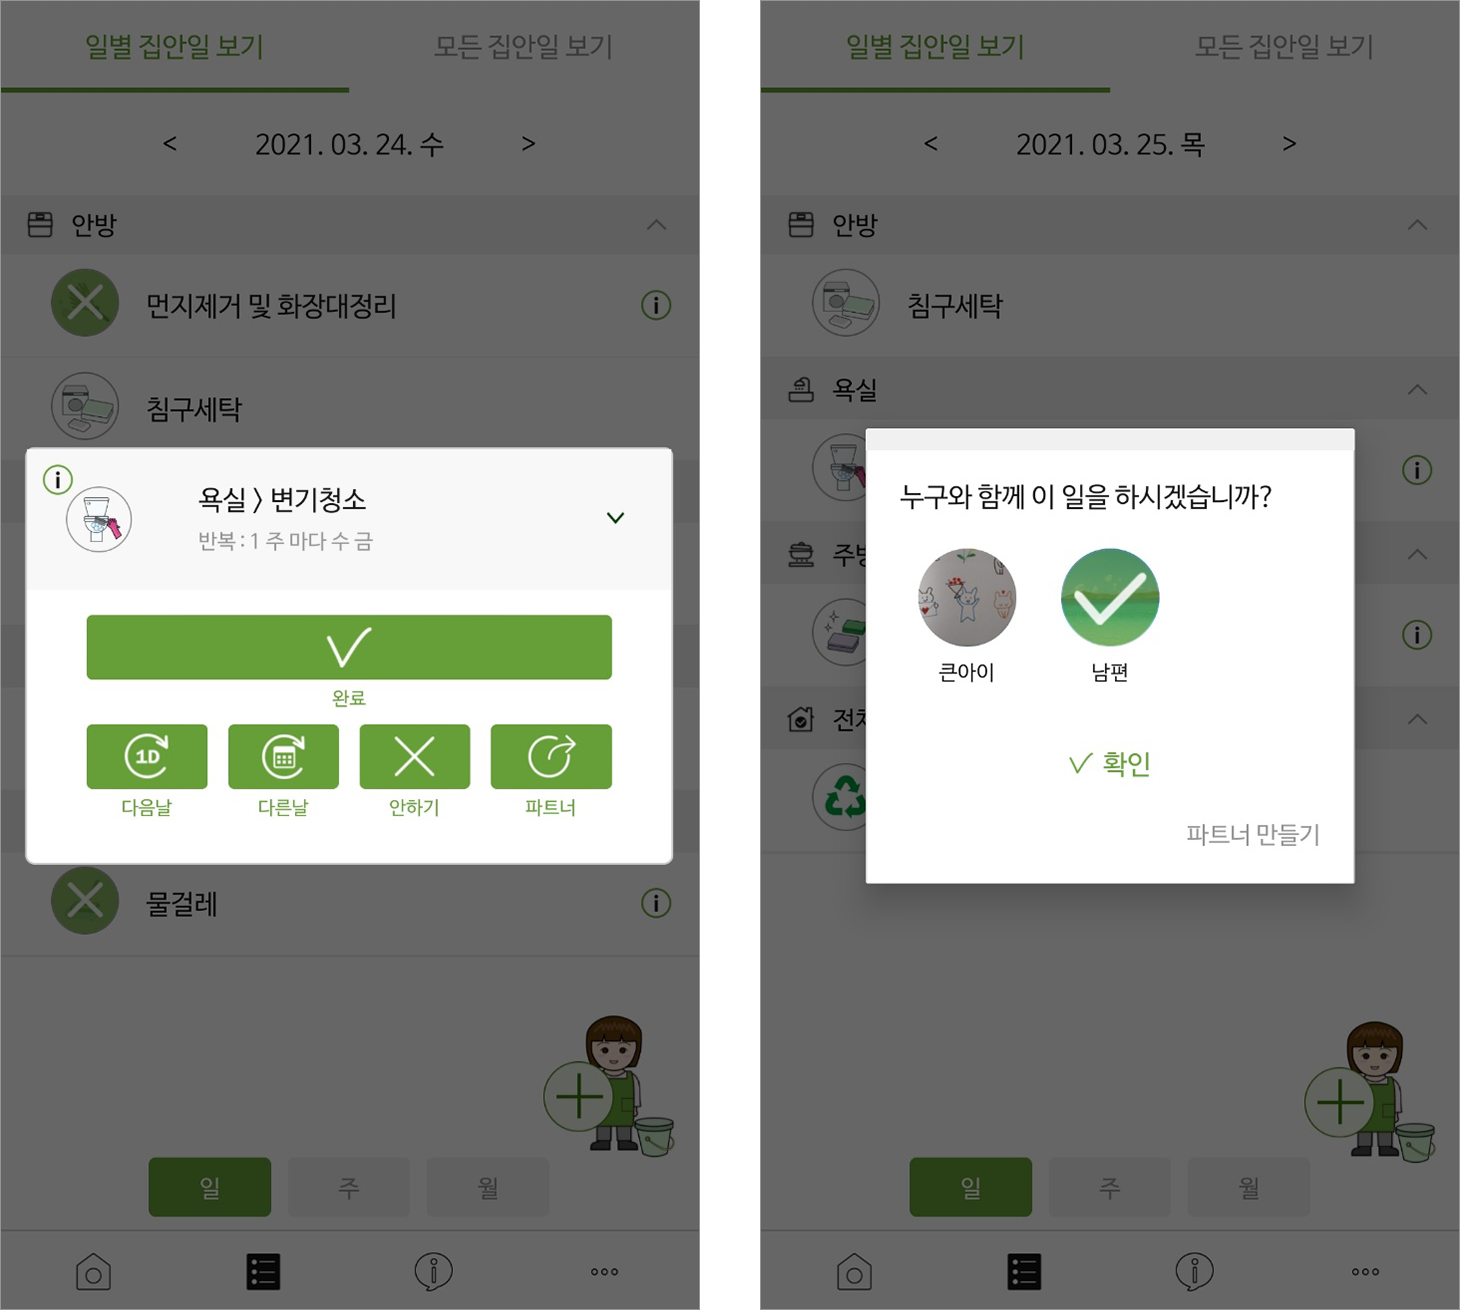 일별 집안일 보기
모든 집안일 보기
< 2021. 03. 24. 수 >
안방
먼지제거 및 화장대정리
침구세탁
욕실 > 변기청소
반복 : 1 주 마다 수 금
완료
1D
다음날
다른날
안하기
파트너
물걸레
일
주
월
일별 집안일 보기
모든 집안일 보기
< 2021. 03. 25. 목 >
안방
침구세탁
욕실
누구와 함께 이 일을 하시겠습니까?
큰아이
남편
확인
파트너 만들기
일
주
월